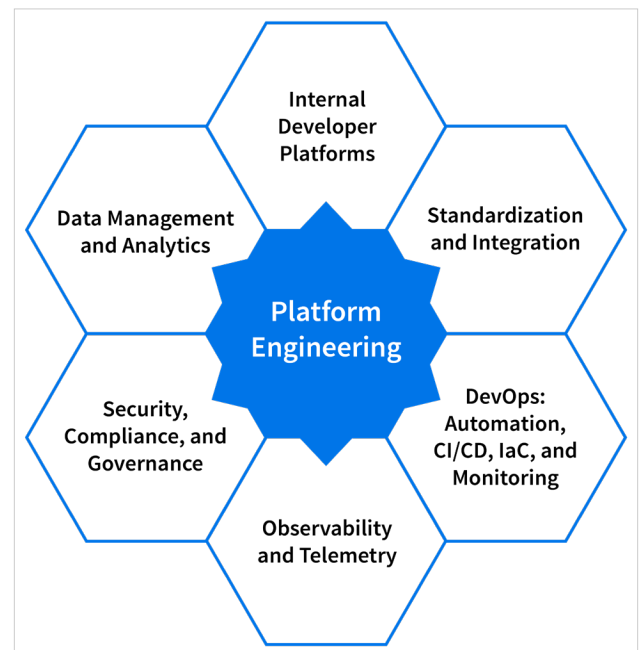 Internal
Developer
Platforms
Standardization
and Integration
DevOps:
Automation,
CI/CD, IaC, and
Monitoring
Observability
and Telemetry
Security,
Compliance, and
Governance
Data Management
and Analytics
Platform
Engineering